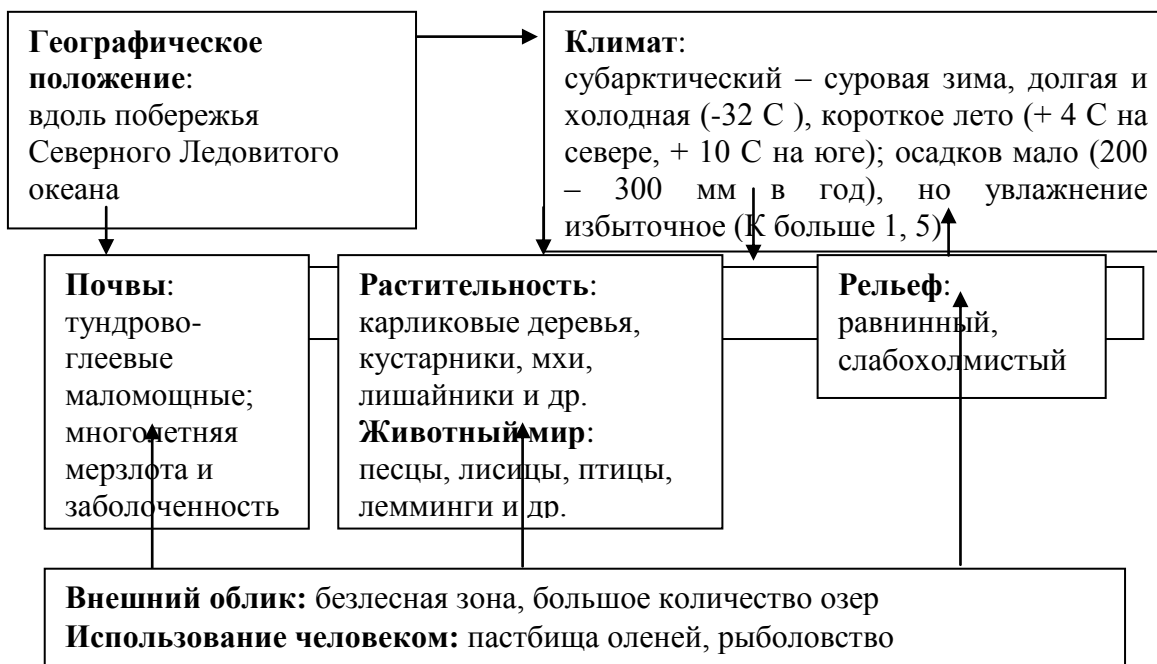 Географическое
положение:
вдоль побережья
Северного Ледовитого
океана
Климат:
субарктический – суровая зима, долгая и
холодная (-32 С ), короткое лето (+ 4 С на
севере, + 10 С на юге); осадков мало (200
– 300 мм в год), но увлажнение
избыточное (К больше 1, 5)
Почвы:
тундрово-
глеевые
маломощные;
многолетняя
мерзлота и
заболоченность
Растительность:
карликовые деревья,
кустарники, мхи,
лишайники и др.
Животный мир:
песцы, лисицы, птицы,
лемминги и др.
Рельеф:
равнинный,
слабохолмистый
Внешний облик: безлесная зона, большое количество озер
Использование человеком: пастбища оленей, рыболовство